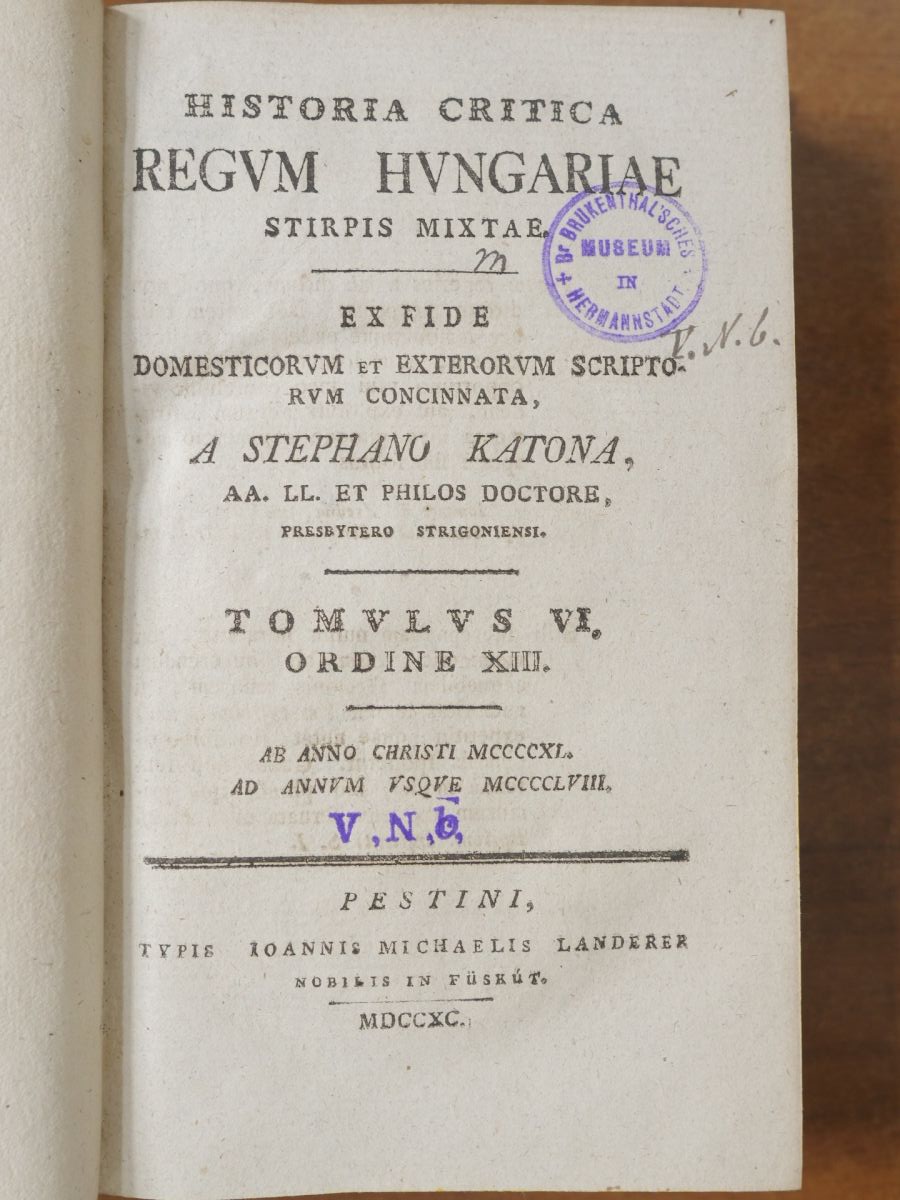 HISTORIA CRITICA
REGVM HVNGARIAE
STIRPIS MIXTAE.
m
Br BRUKENTHAL'SCHES
MUSEUM
IN
+ HERMANNSTADT
EX FIDE
V. N. b.
DOMESTICORVM ET EXTERORVM SCRIPTO-
RVM CONCINNATA,
A STEPHANO KATONA,
AA. LL. ET PHILOS DOCTORE,
PRESBYTERO STRIGONIENSI.
TOMVLVS VI,
ORDINE XIII.
AB ANNO CHRISTI MCCCCXL.
AD ANNVM VSQVE MCCCCLVIII.
V,N,b,
PESTINI,
TYPIS IOANNIS MICHAELIS LANDERER
NOBILIS IN FÜSKÚT.
MDCCXC.